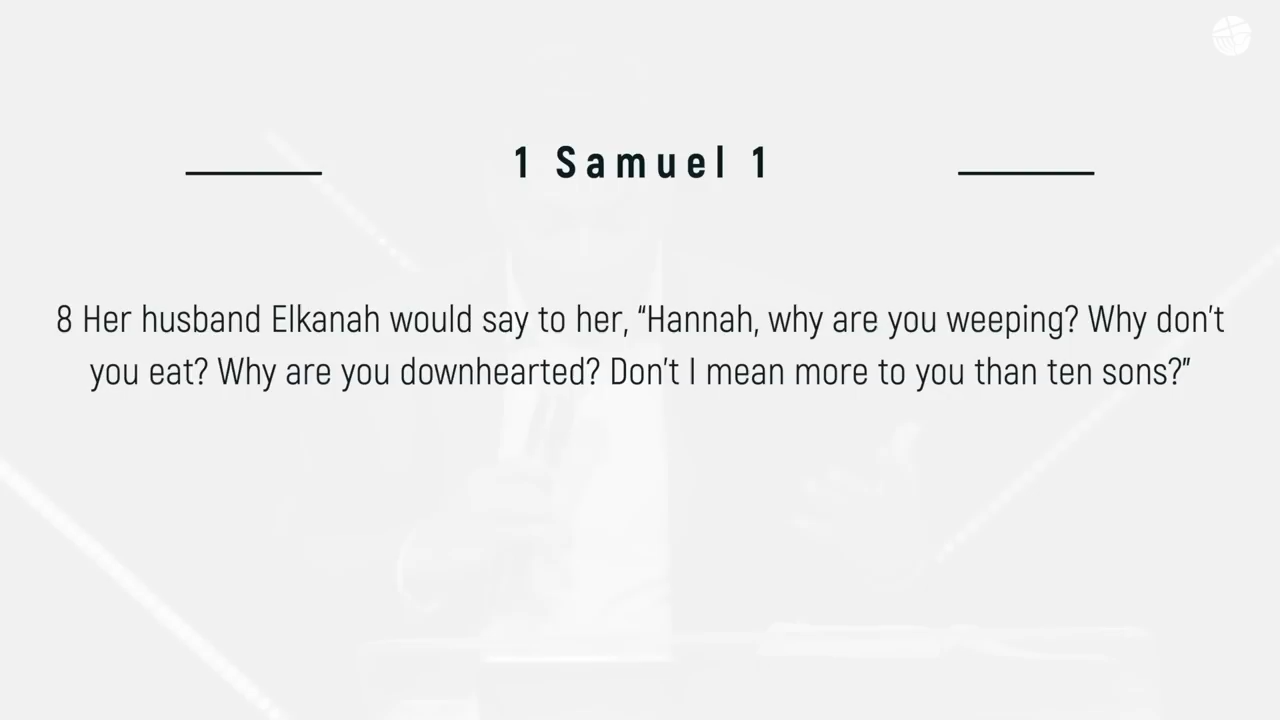 1 Samuel 1
8 Her husband Elkanah would say to her, “Hannah, why are you weeping? Why don’t
you eat? Why are you downhearted? Don’t I mean more to you than ten sons?”